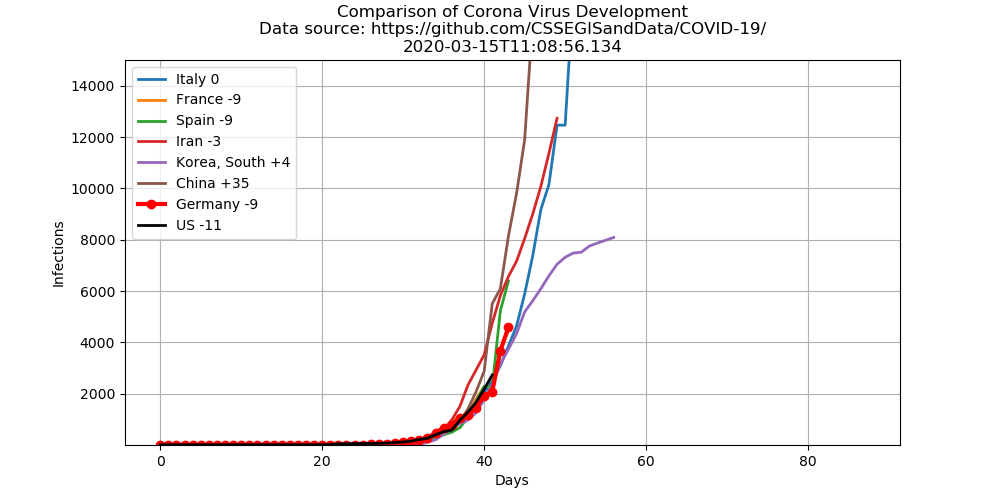 Comparison of Corona Virus Development
Data source: https://github.com/CSSEGISandData/COVID-19/
2020-03-15T11:08:56.134
Italy 0
France -9
Spain -9
Iran -3
Korea, South +4
China +35
Germany -9
US -11
14000
12000
10000
8000
6000
4000
2000
Infections
0
20
40
60
80
Days